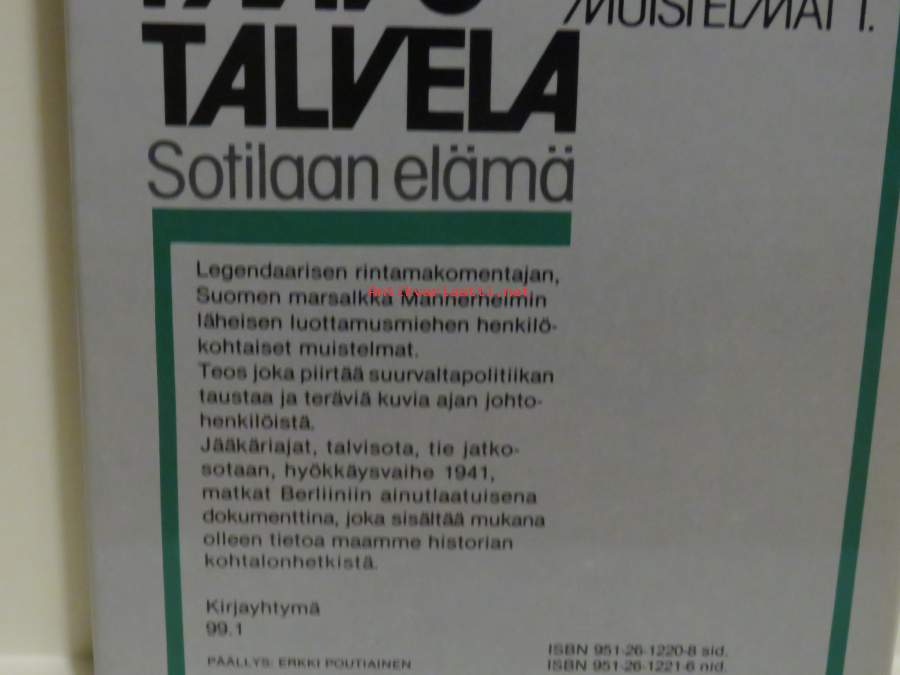 MUISTELMAT 1.
TALVELA
Sotilaan elämä
Legendaarisen rintamakomentajan,
Suomen marsalkka Mannerheimin
läheisen luottamusmiehen henkilö-
kohtaiset muistelmat.
Teos joka piirtää suurvaltapolitiikan
taustaa ja teräviä kuvia ajan johto-
henkilöistä.
Jääkäriajat, talvisota, tie jatko-
sotaan, hyökkäysvaihe 1941,
matkat Berliiniin ainutlaatuisena
dokumenttina, joka sisältää mukana
olleen tietoa maamme historian
kohtalonhetkistä.
Kirjayhtymä
99.1
PÄÄLLYS: ERKKI POUTIAINEN
ISBN 951-26-1220-8 sid.
ISBN 951-26-1221-6 nid.